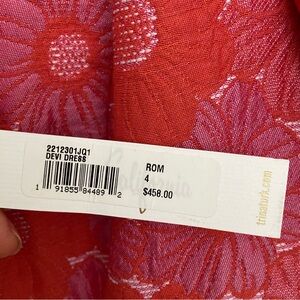 2212301JQ1
DEVI DRESS
ROM
4
$458.00
1 91855 84489 2
trinaturk.com